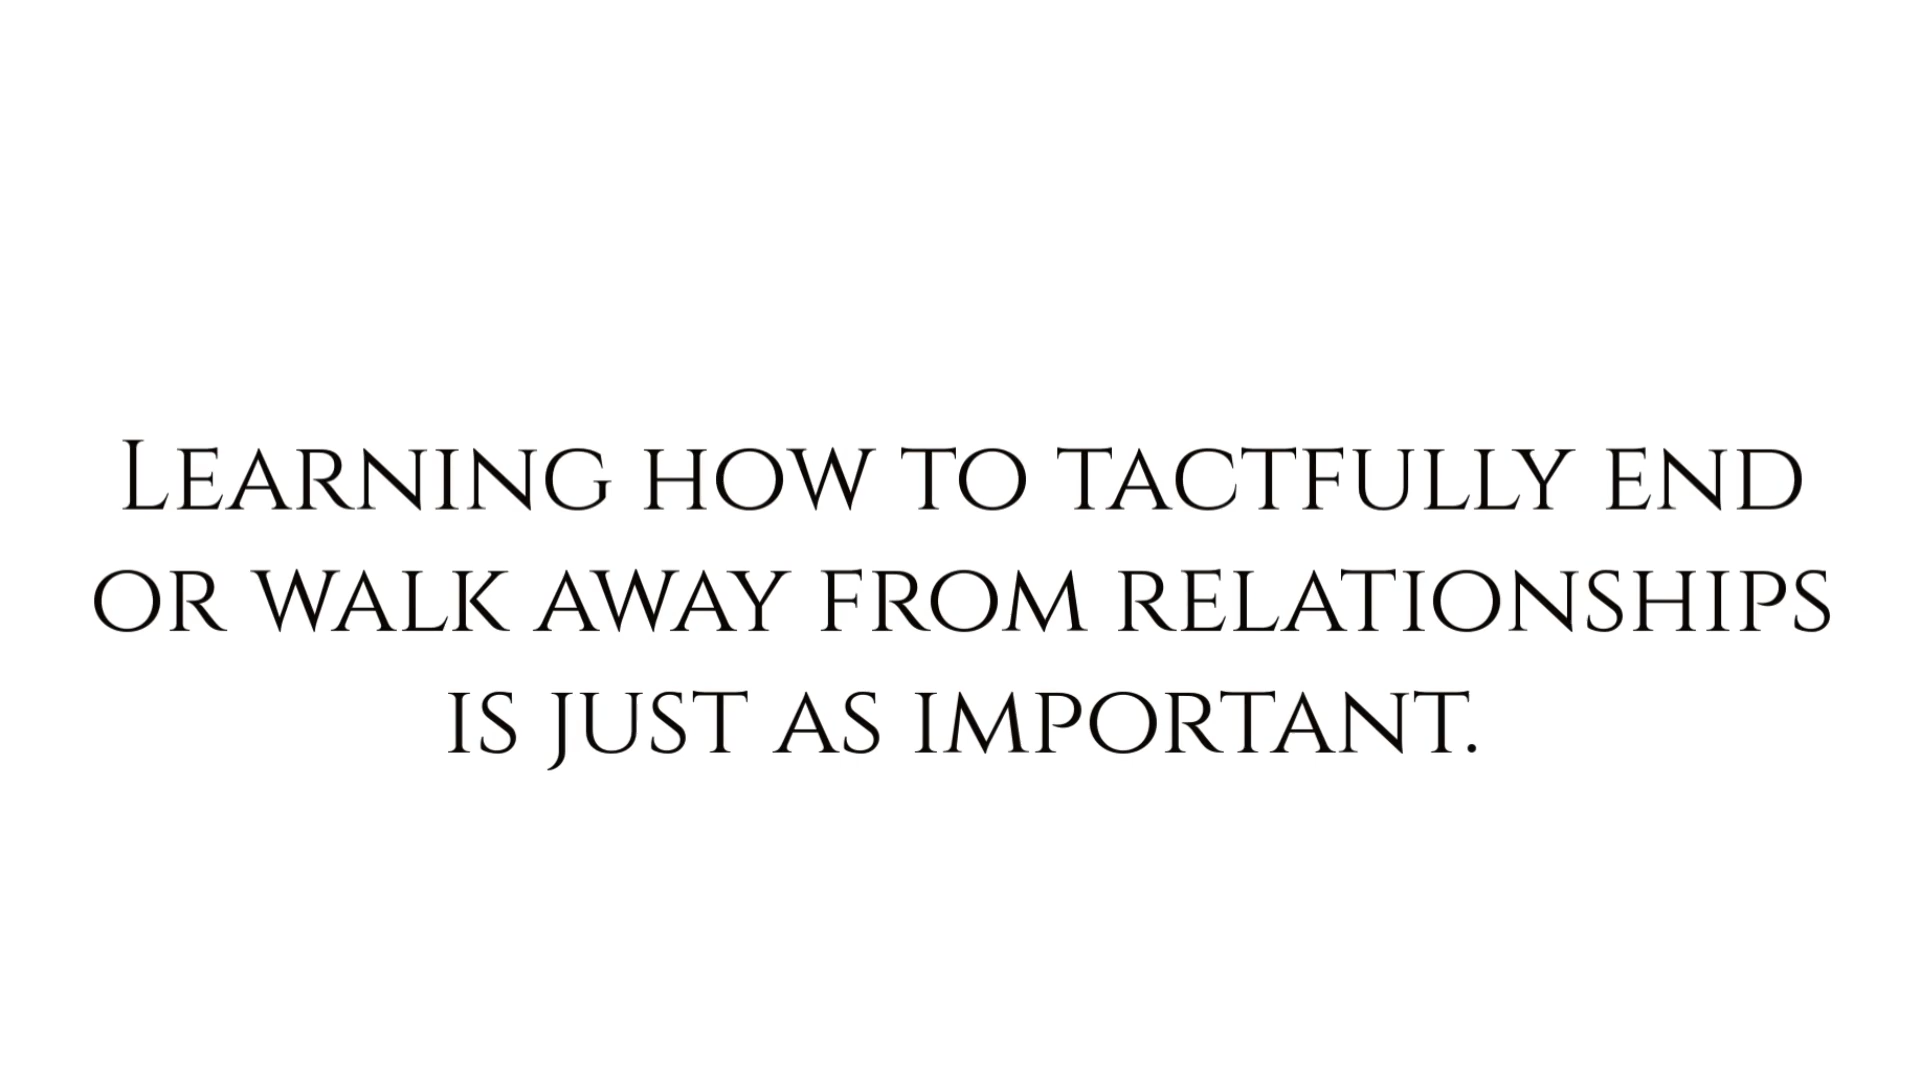 Learning how to tactfully end
or walk away from relationships
is just as important.